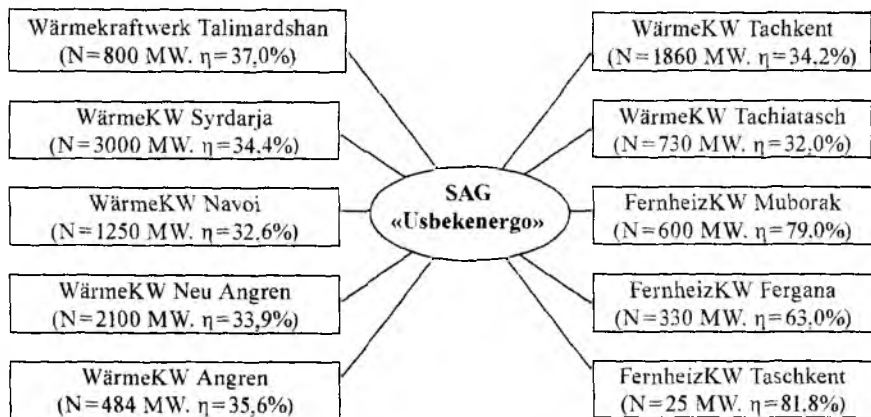 Wärmekraftwerk Talimardshan
(N=800 MW. η=37,0%)
WärmeKW Syrdarja
(N=3000 MW. η=34,4%)
WärmeKW Navoi
(N=1250 MW. η=32,6%)
WärmeKW Neu Angren
(N=2100 MW. η=33,9%)
WärmeKW Angren
(N=484 MW. η=35,6%)
SAG
«Usbekenergo»
WärmeKW Tachkent
(N=1860 MW. η=34,2%)
WärmeKW Tachiatasch
(N=730 MW. η=32,0%)
FernheizKW Muborak
(N=600 MW. η=79,0%)
FernheizKW Fergana
(N=330 MW. η=63,0%)
FernheizKW Taschkent
(N=25 MW. η=81,8%)